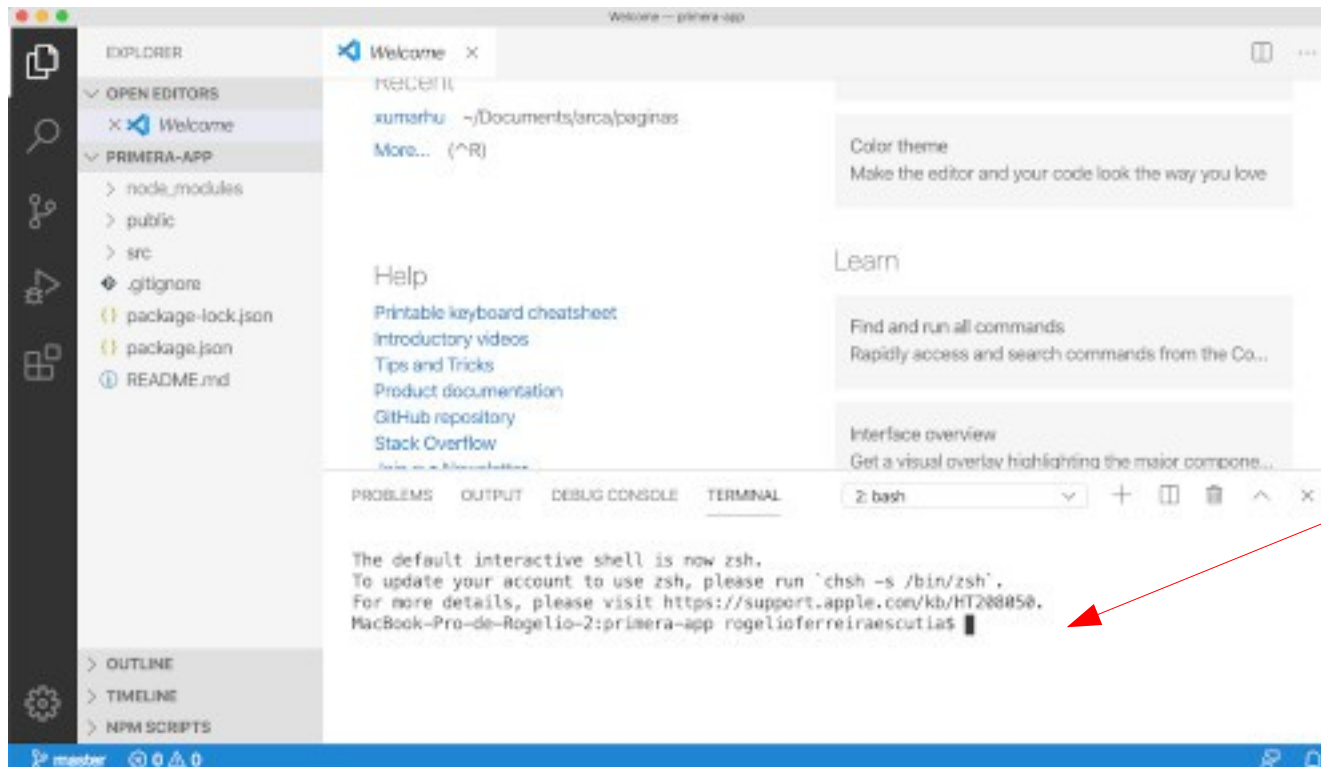 Welcome — primera-app
EXPLORER
OPEN EDITORS
Welcome
PRIMERA-APP
node_modules
public
src
.gitignore
package-lock.json
package.json
README.md
OUTLINE
TIMELINE
NPM SCRIPTS
Welcome
Recent
xumarhu ~/Documents/arca/paginas
More... (^R)
Help
Printable keyboard cheatsheet
Introductory videos
Tips and Tricks
Product documentation
GitHub repository
Stack Overflow
Join our Newsletter
Color theme
Make the editor and your code look the way you love
Learn
Find and run all commands
Rapidly access and search commands from the Co...
Interface overview
Get a visual overlay highlighting the major compone...
PROBLEMS OUTPUT DEBUG CONSOLE TERMINAL 2: bash
The default interactive shell is now zsh.
To update your account to use zsh, please run `chsh -s /bin/zsh`.
For more details, please visit https://support.apple.com/kb/HT208050.
MacBook-Pro-de-Rogelio-2:primera-app rogelioferreiraescutia$
master 0 0